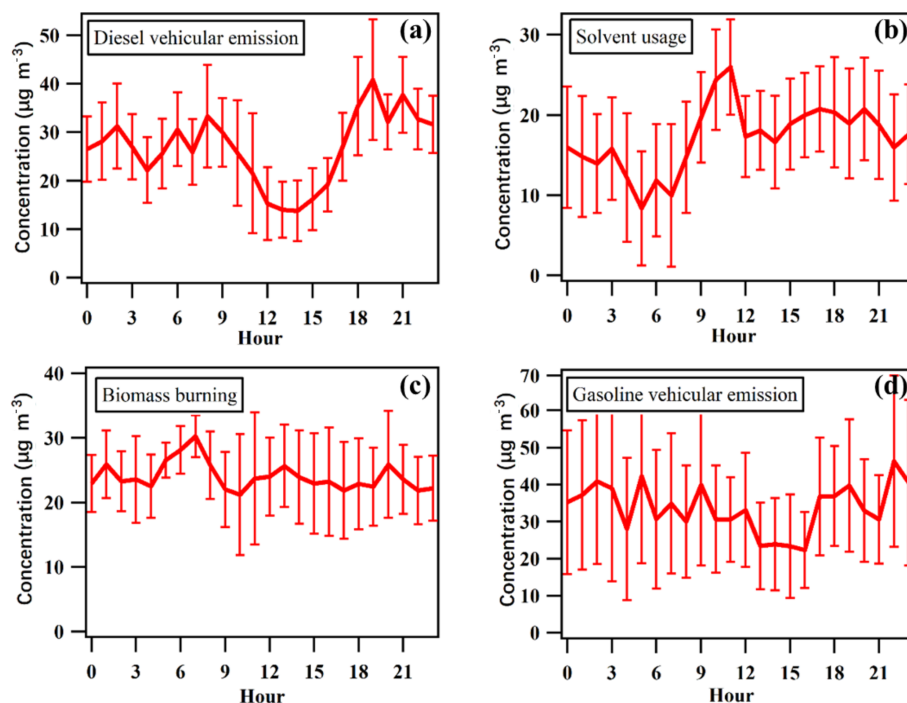 Diesel vehicular emission
(a)
Concentration (μg m⁻³)
50
40
30
20
10
0
0 3 6 9 12 15 18 21
Hour
Solvent usage
(b)
Concentration (μg m⁻³)
30
20
10
0
0 3 6 9 12 15 18 21
Hour
Biomass burning
(c)
Concentration (μg m⁻³)
40
30
20
10
0
0 3 6 9 12 15 18 21
Hour
Gasoline vehicular emission
(d)
Concentration (μg m⁻³)
70
60
50
40
30
20
10
0
0 3 6 9 12 15 18 21
Hour